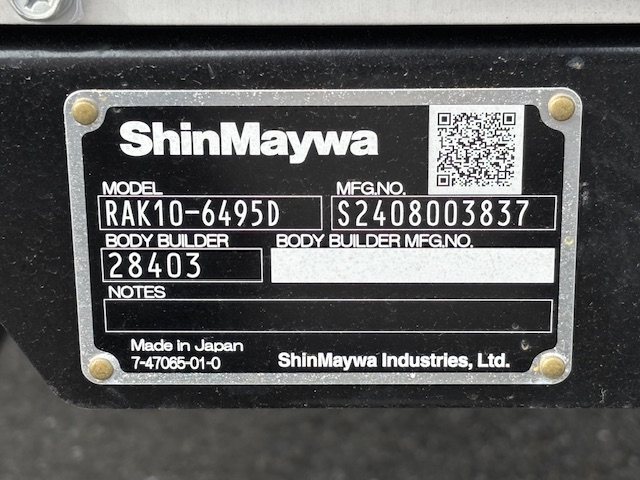 ShinMaywa
MODEL MFG.NO.
RAK10-6495D S2408003837
BODY BUILDER BODY BUILDER MFG.NO.
28403
NOTES
Made in Japan
7-47065-01-0 ShinMaywa Industries, Ltd.